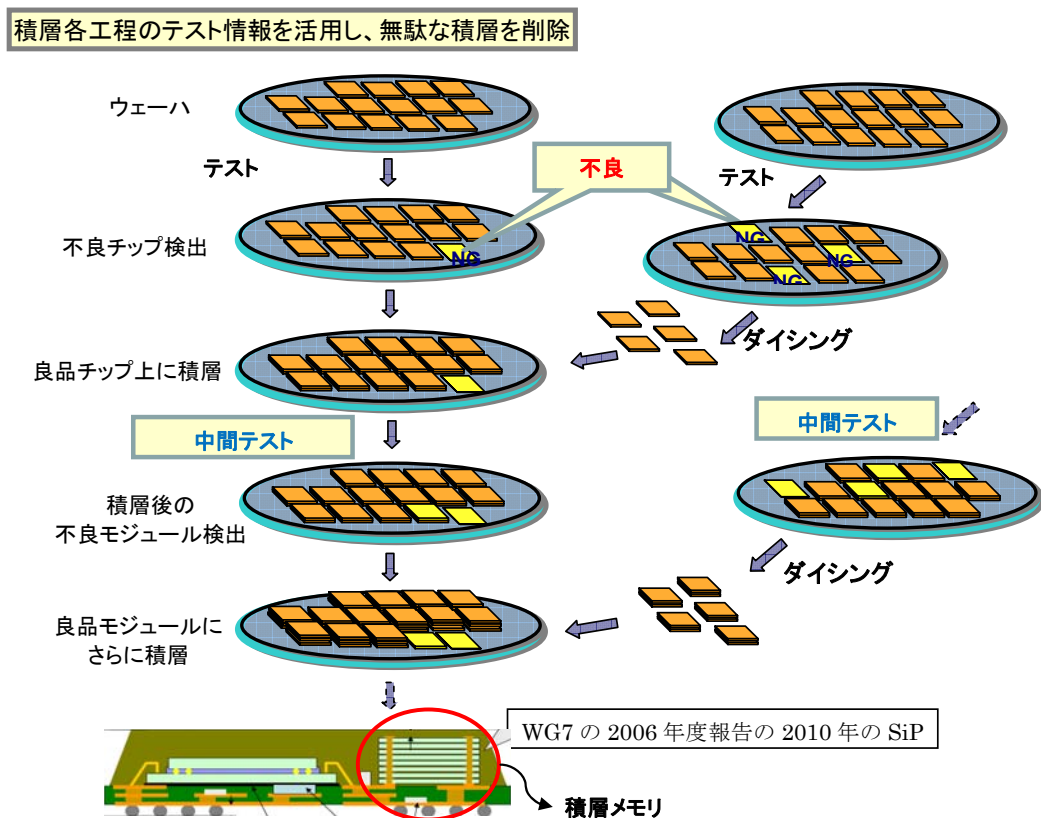 積層各工程のテスト情報を活用し、無駄な積層を削除
ウェーハ
テスト
不良
テスト
不良チップ検出
NG
NG
NG
NG
ダイシング
良品チップ上に積層
中間テスト
中間テスト
積層後の
不良モジュール検出
ダイシング
良品モジュールに
さらに積層
WG7 の 2006 年度報告の 2010 年の SiP
積層メモリ